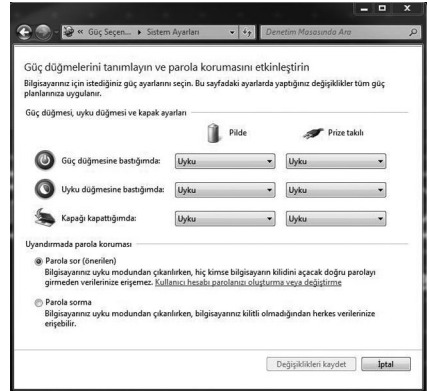 « Güç Seçen... ▸ Sistem Ayarları
Denetim Masasında Ara
Güç düğmelerini tanımlayın ve parola korumasını etkinleştirin
Bilgisayarınız için istediğiniz güç ayarlarını seçin. Bu sayfadaki ayarlarda yaptığınız değişiklikler tüm güç
planlarınıza uygulanır.
Güç düğmesi, uyku düğmesi ve kapak ayarları
Pilde Prize takılı
Güç düğmesine bastığımda: Uyku Uyku
Uyku düğmesine bastığımda: Uyku Uyku
Kapağı kapattığımda: Uyku Uyku
Uyandırmada parola koruması
Parola sor (önerilen)
Bilgisayarınız uyku modundan çıkarılırken, hiç kimse bilgisayarın kilidini açacak doğru parolayı
girmeden verilerinize erişemez. Kullanıcı hesabı parolanızı oluşturma veya değiştirme
Parola sorma
Bilgisayarınız uyku modundan çıkarılırken, bilgisayarınız kilitli olmadığından herkes verilerinize
erişebilir.
Değişiklikleri kaydet İptal